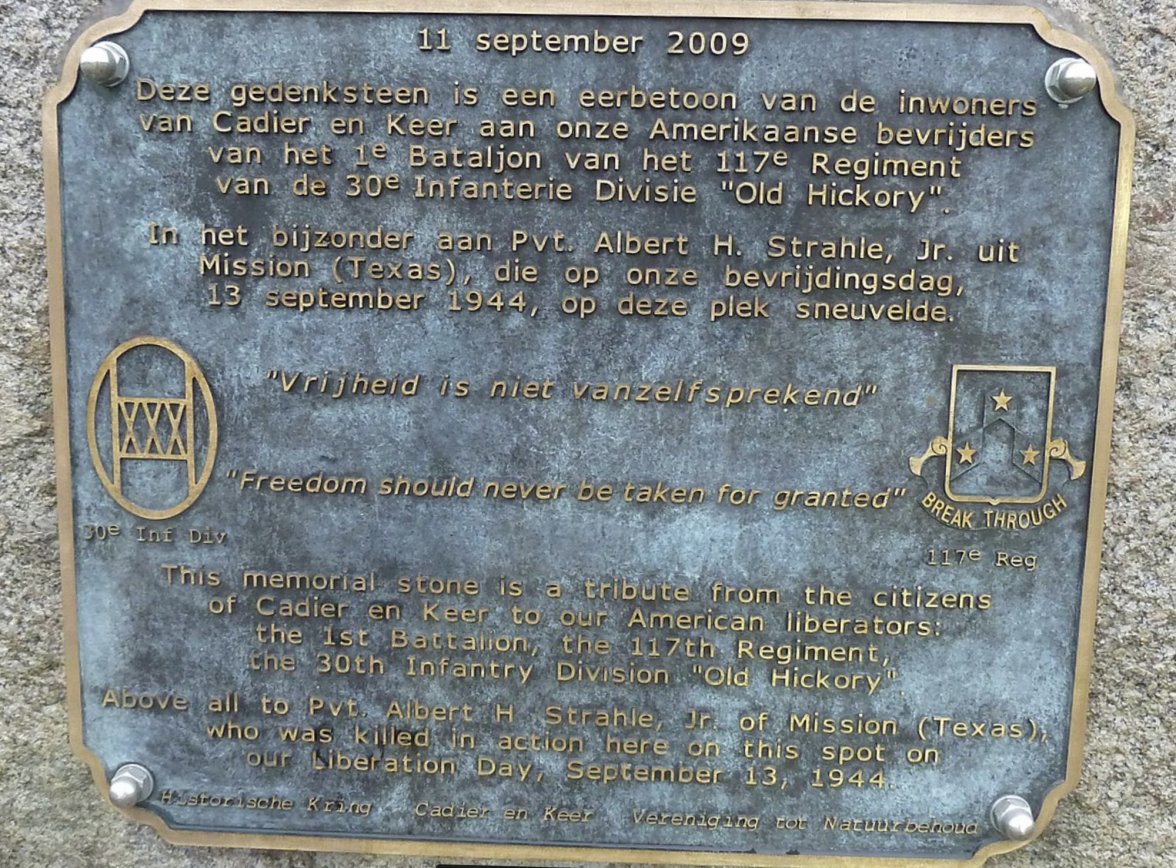 11 september 2009
Deze gedenksteen is een eerbetoon van de inwoners
van Cadier en Keer aan onze Amerikaanse bevrijders
van het 1e Bataljon van het 117e Regiment
van de 30e Infanterie Divisie "Old Hickory".
In het bijzonder aan Pvt. Albert H. Strahle, Jr. uit
Mission (Texas), die op onze bevrijdingsdag,
13 september 1944, op deze plek sneuvelde.
"Vrijheid is niet vanzelfsprekend"
XXX
"Freedom should never be taken for granted"
BREAK THROUGH
30e Inf Div
117e Reg
This memorial stone is a tribute from the citizens
of Cadier en Keer to our American liberators:
the 1st Battalion, the 117th Regiment,
the 30th Infantry Division "Old Hickory".
Above all to Pvt. Albert H. Strahle, Jr. of Mission (Texas),
who was killed in action here on this spot on
our Liberation Day, September 13, 1944.
Historische Kring Cadier en Keer Vereniging tot Natuurbehoud